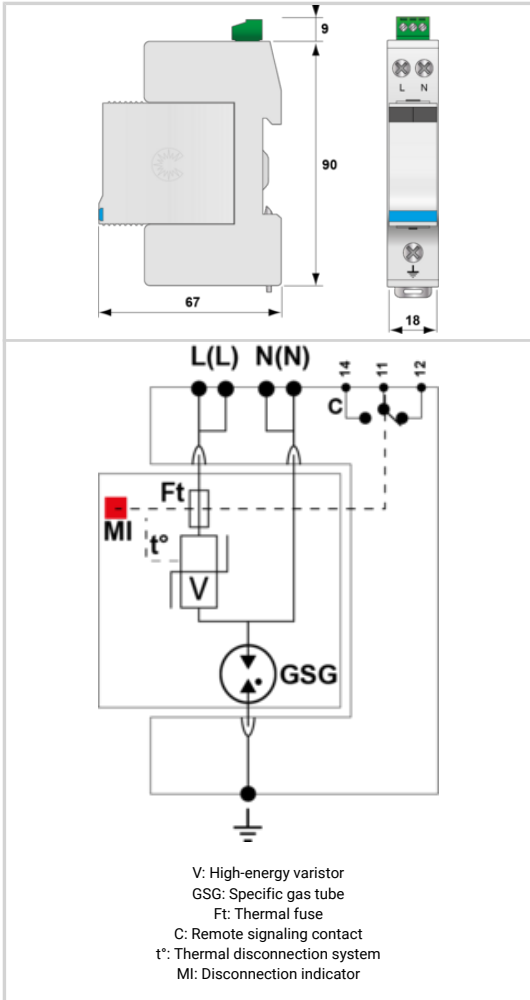 9
L N
90
67
18
L(L) N(N)
14 11 12
C
Ft
MI
t°
V
GSG
V: High-energy varistor
GSG: Specific gas tube
Ft: Thermal fuse
C: Remote signaling contact
t°: Thermal disconnection system
MI: Disconnection indicator